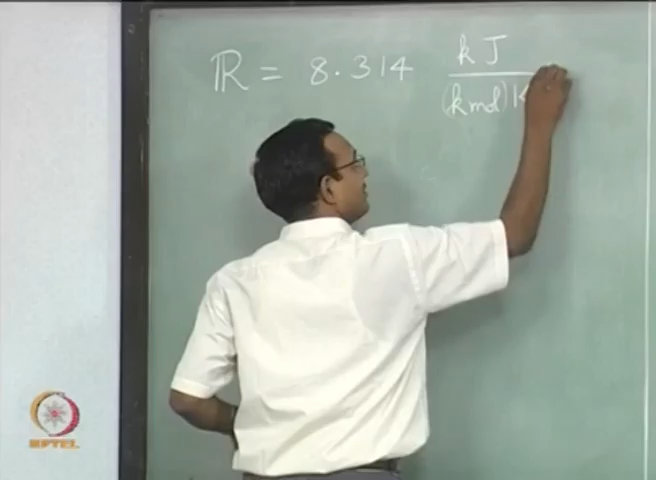 ℝ = 8.314 kJ/(kmol)K
NPTEL